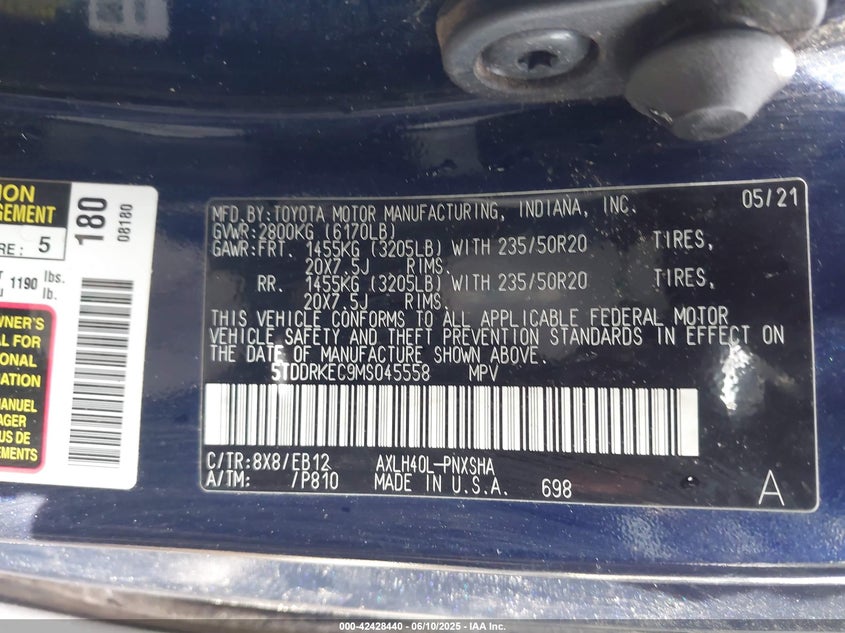 ION
GEMENT
RE: 5
1190 lbs.
lb.
WNER'S
AL FOR
IONAL
MATION
MANUEL
AGER
US DE
EMENTS
180
08180
MFD. BY: TOYOTA MOTOR MANUFACTURING, INDIANA, INC. 05/21
GVWR: 2800KG (6170LB)
GAWR: FRT. 1455KG (3205LB) WITH 235/50R20 TIRES,
20X7.5J RIMS.
RR. 1455KG (3205LB) WITH 235/50R20 TIRES,
20X7.5J RIMS.
THIS VEHICLE CONFORMS TO ALL APPLICABLE FEDERAL MOTOR
VEHICLE SAFETY AND THEFT PREVENTION STANDARDS IN EFFECT ON
THE DATE OF MANUFACTURE SHOWN ABOVE.
5TDDRKEC9MS045558 MPV
C/TR: 8X8/EB12 AXLH40L-PNXSHA
A/TM: /P810 MADE IN U.S.A. 698
A
000-42428440 - 06/10/2025 - IAA Inc.